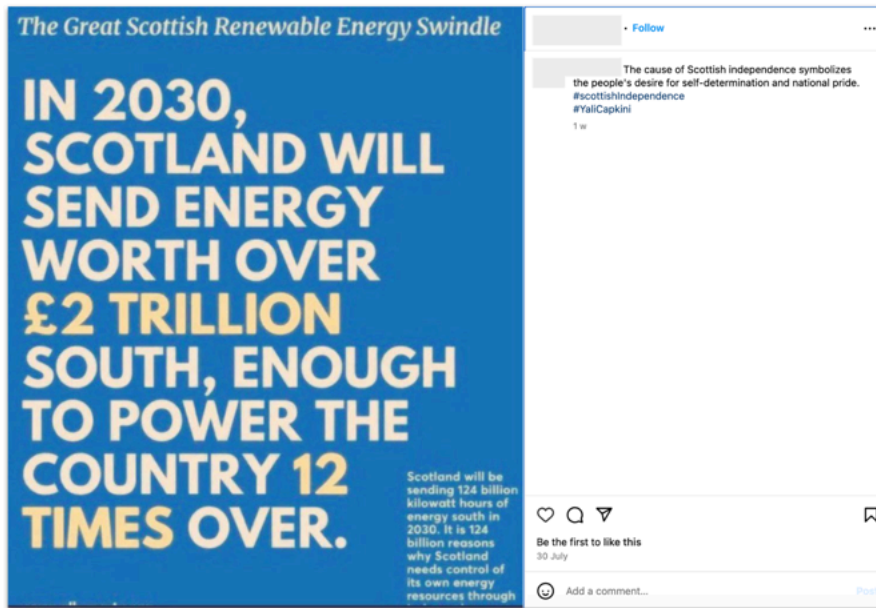 The Great Scottish Renewable Energy Swindle
IN 2030,
SCOTLAND WILL
SEND ENERGY
WORTH OVER
£2 TRILLION
SOUTH, ENOUGH
TO POWER THE
COUNTRY 12
TIMES OVER.
Scotland will be
sending 124 billion
kilowatt hours of
energy south in
2030. It is 124
billion reasons
why Scotland
needs control of
its own energy
resources through
• Follow
The cause of Scottish independence symbolizes
the people's desire for self-determination and national pride.
#scottishIndependence
#YaliCapkini
1 w
Be the first to like this
30 July
Add a comment...
Post